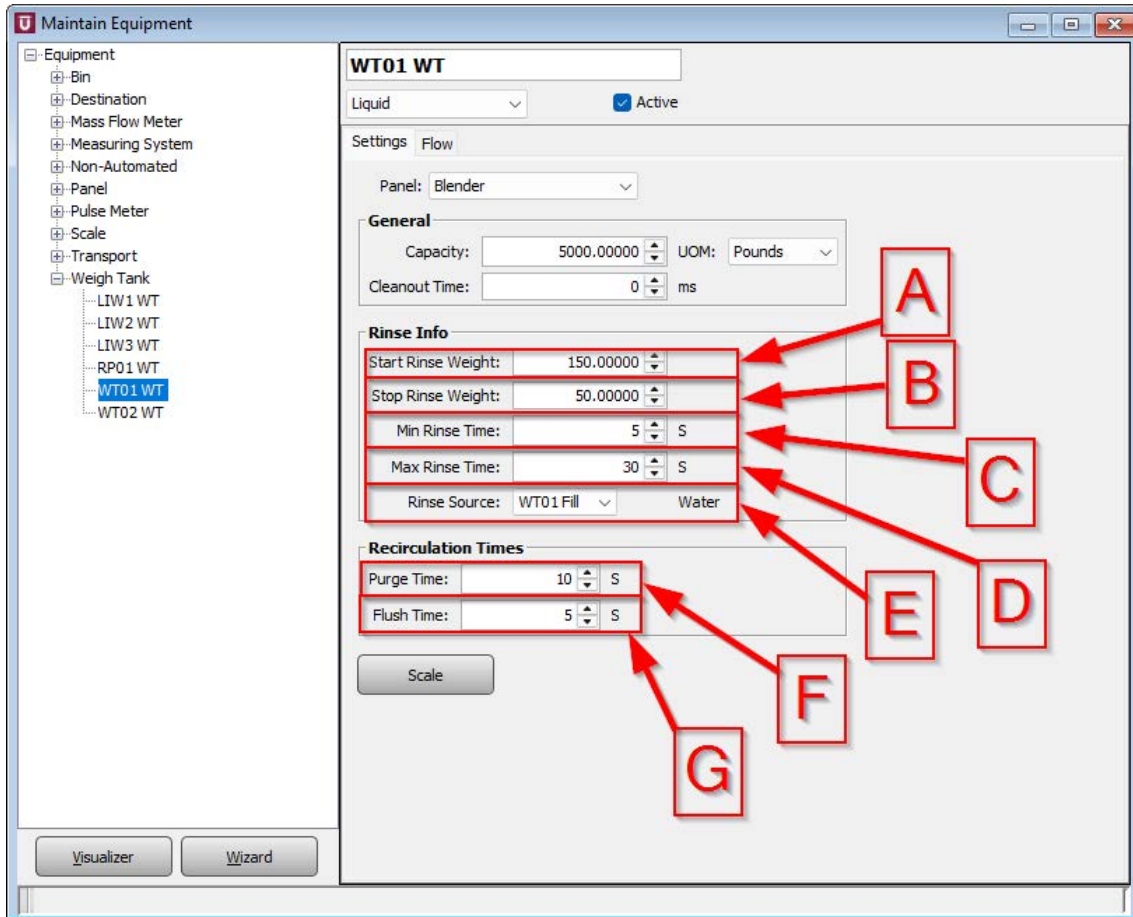 Maintain Equipment
Equipment
Bin
Destination
Mass Flow Meter
Measuring System
Non-Automated
Panel
Pulse Meter
Scale
Transport
Weigh Tank
LIW1 WT
LIW2 WT
LIW3 WT
RP01 WT
WT01 WT
WT02 WT
Visualizer Wizard
WT01 WT
Liquid Active
Settings Flow
Panel: Blender
General
Capacity: 5000.00000 UOM: Pounds
Cleanout Time: 0 ms
Rinse Info
Start Rinse Weight: 150.00000
Stop Rinse Weight: 50.00000
Min Rinse Time: 5 S
Max Rinse Time: 30 S
Rinse Source: WT01 Fill Water
Recirculation Times
Purge Time: 10 S
Flush Time: 5 S
Scale
A
B
C
D
E
F
G